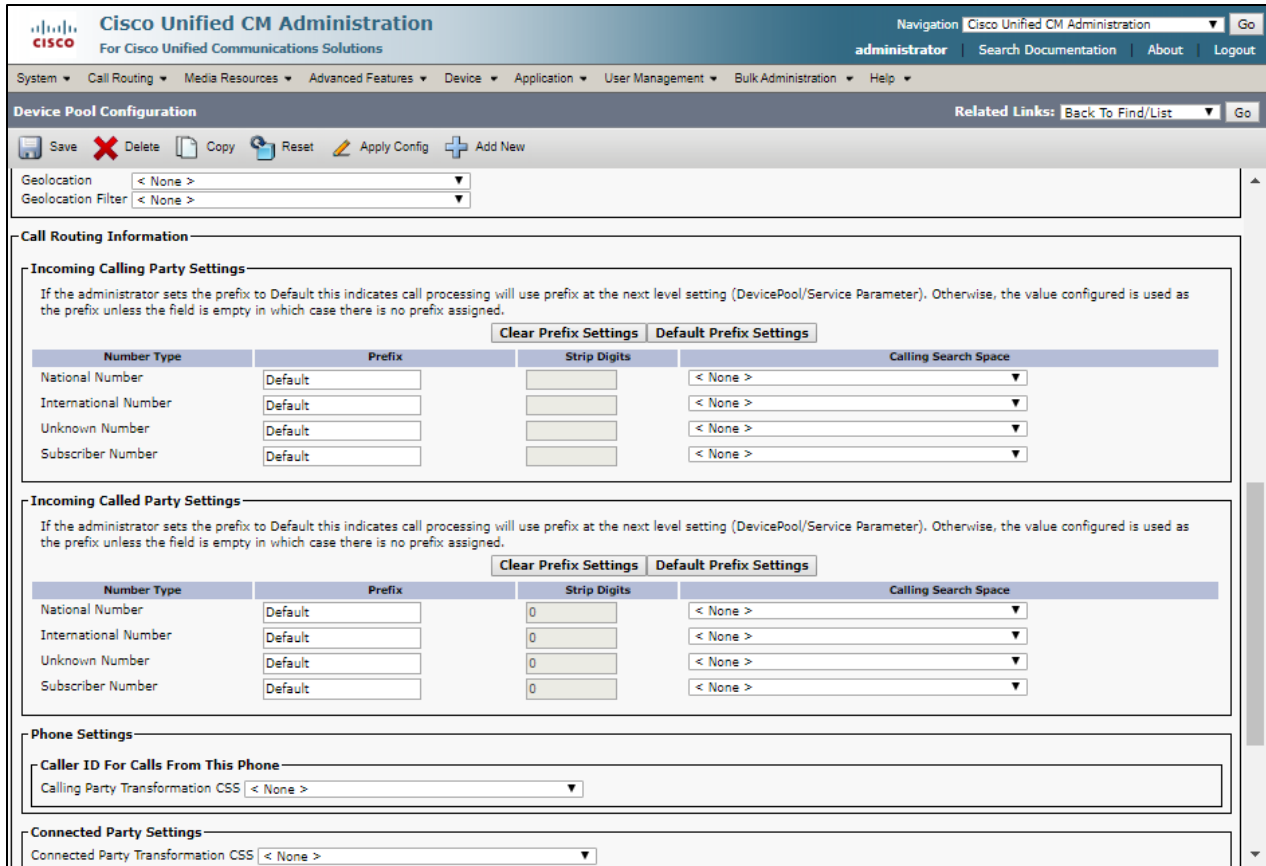 Cisco Unified CM Administration
Navigation Cisco Unified CM Administration Go
CISCO For Cisco Unified Communications Solutions
administrator Search Documentation About Logout
System Call Routing Media Resources Advanced Features Device Application User Management Bulk Administration Help
Device Pool Configuration Related Links: Back To Find/List Go
Save Delete Copy Reset Apply Config Add New
Geolocation < None >
Geolocation Filter < None >
Call Routing Information
Incoming Calling Party Settings
If the administrator sets the prefix to Default this indicates call processing will use prefix at the next level setting (DevicePool/Service Parameter). Otherwise, the value configured is used as
the prefix unless the field is empty in which case there is no prefix assigned.
Clear Prefix Settings Default Prefix Settings
Number Type Prefix Strip Digits Calling Search Space
National Number Default < None >
International Number Default < None >
Unknown Number Default < None >
Subscriber Number Default < None >
Incoming Called Party Settings
If the administrator sets the prefix to Default this indicates call processing will use prefix at the next level setting (DevicePool/Service Parameter). Otherwise, the value configured is used as
the prefix unless the field is empty in which case there is no prefix assigned.
Clear Prefix Settings Default Prefix Settings
Number Type Prefix Strip Digits Calling Search Space
National Number Default 0 < None >
International Number Default 0 < None >
Unknown Number Default 0 < None >
Subscriber Number Default 0 < None >
Phone Settings
Caller ID For Calls From This Phone
Calling Party Transformation CSS < None >
Connected Party Settings
Connected Party Transformation CSS < None >